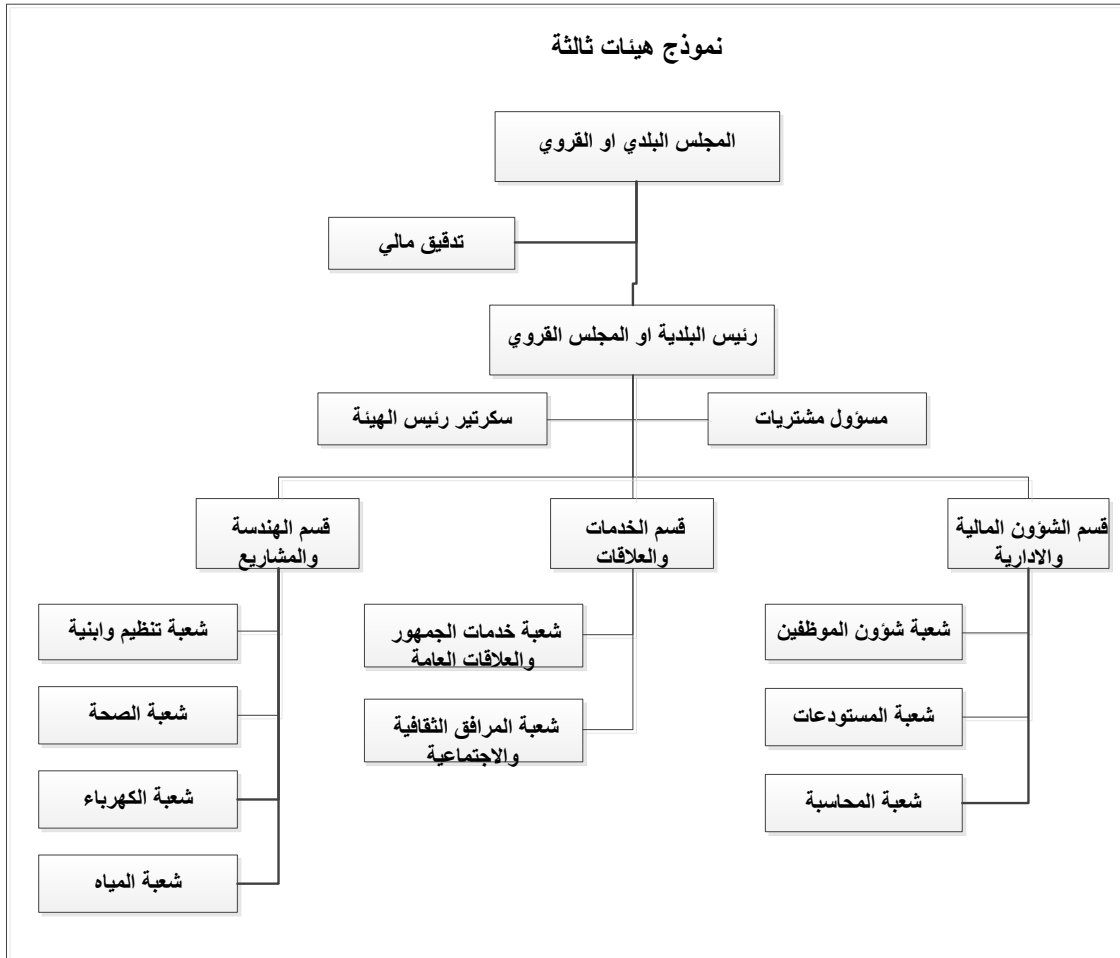 نموذج هيئات ثالثة
المجلس البلدي او القروي
تدقيق مالي
رئيس البلدية او المجلس القروي
مسؤول مشتريات
سكرتير رئيس الهيئة
قسم الشؤون المالية
والادارية
قسم الخدمات
والعلاقات
قسم الهندسة
والمشاريع
شعبة شؤون الموظفين
شعبة المستودعات
شعبة المحاسبة
شعبة خدمات الجمهور
والعلاقات العامة
شعبة المرافق الثقافية
والاجتماعية
شعبة تنظيم وابنية
شعبة الصحة
شعبة الكهرباء
شعبة المياه